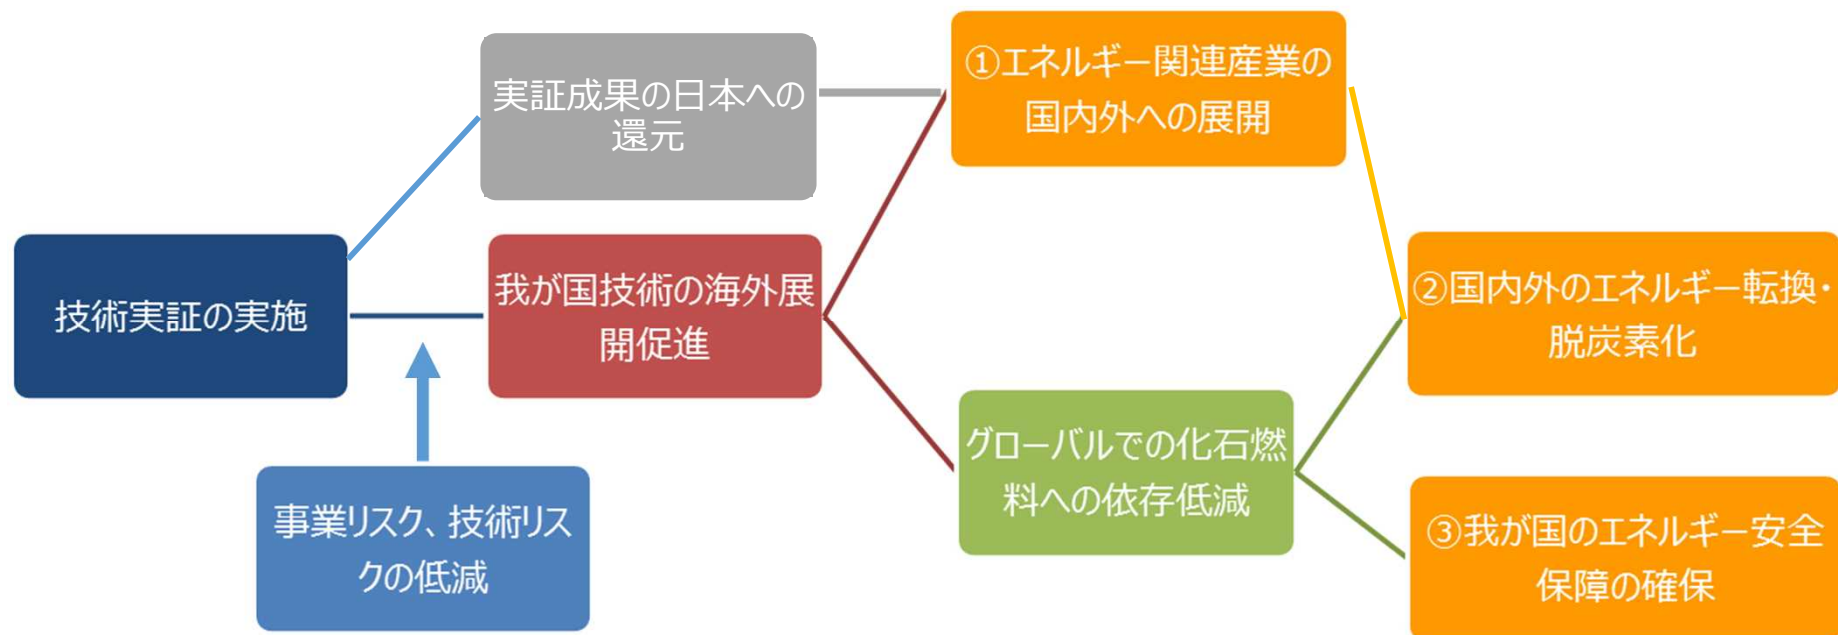 実証成果の日本への
還元
①エネルギー関連産業の
国内外への展開
技術実証の実施
我が国技術の海外展
開促進
②国内外のエネルギー転換・
脱炭素化
グローバルでの化石燃
料への依存低減
事業リスク、技術リス
クの低減
③我が国のエネルギー安全
保障の確保